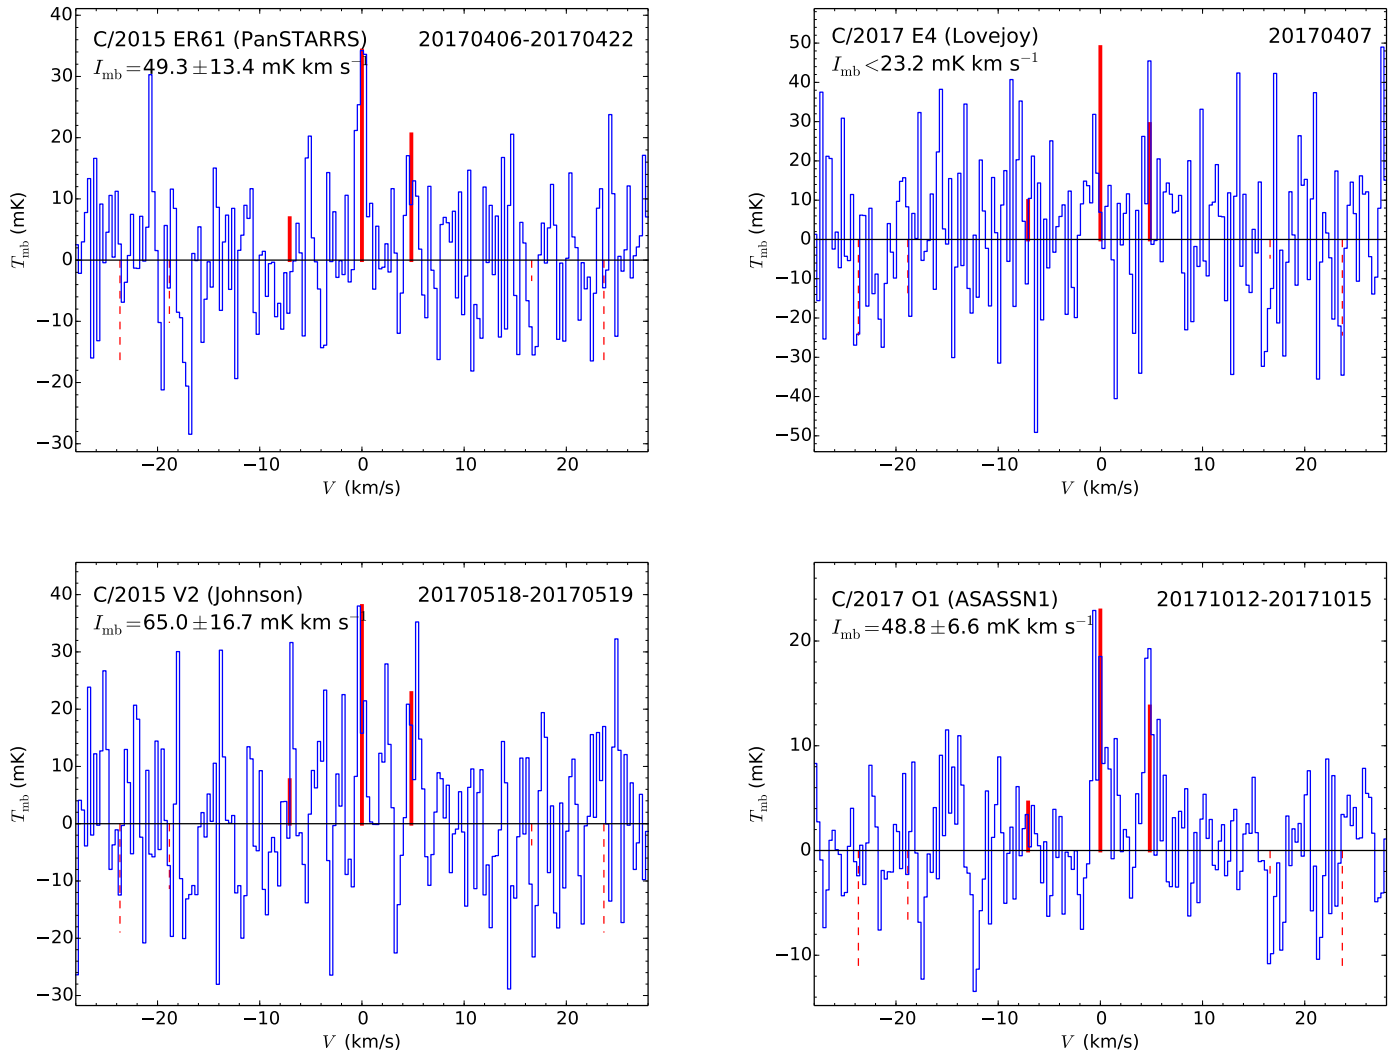 C/2015 ER61 (PanSTARRS) 20170406-20170422
I_mb=49.3±13.4 mK km s⁻¹
40
30
20
10
0
−10
−20
−30
T_mb (mK)
−20 −10 0 10 20
V (km/s)
C/2017 E4 (Lovejoy) 20170407
I_mb<23.2 mK km s⁻¹
50
40
30
20
10
0
−10
−20
−30
−40
−50
T_mb (mK)
−20 −10 0 10 20
V (km/s)
C/2015 V2 (Johnson) 20170518-20170519
I_mb=65.0±16.7 mK km s⁻¹
40
30
20
10
0
−10
−20
−30
T_mb (mK)
−20 −10 0 10 20
V (km/s)
C/2017 O1 (ASASSN1) 20171012-20171015
I_mb=48.8±6.6 mK km s⁻¹
20
10
0
−10
T_mb (mK)
−20 −10 0 10 20
V (km/s)